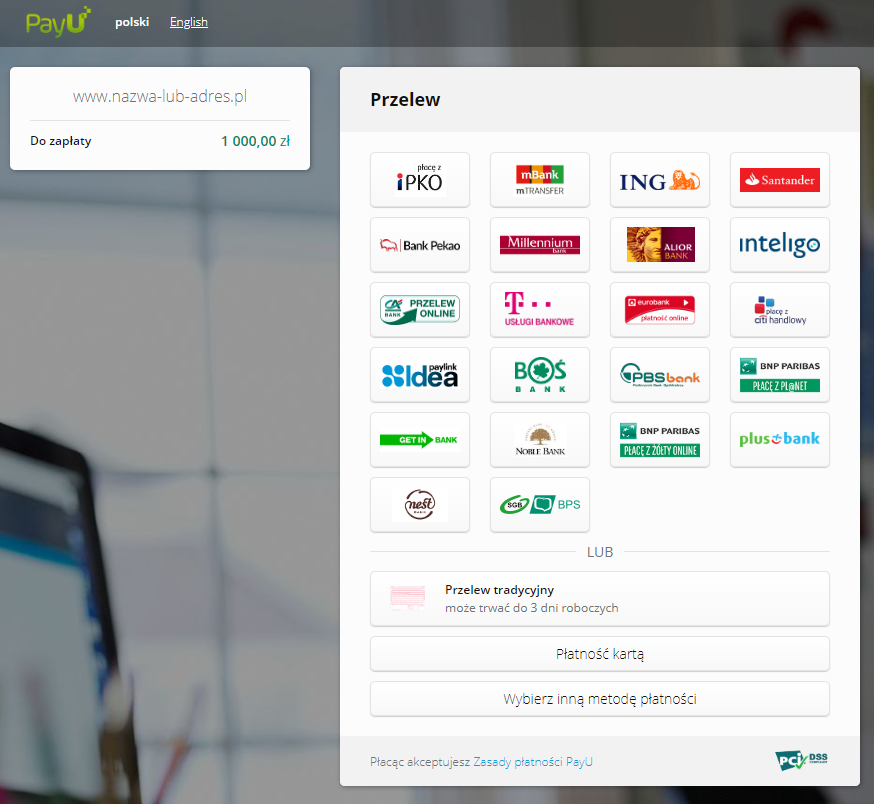 PayU polski English
www.nazwa-lub-adres.pl
Do zapłaty 1 000,00 zł
Przelew
płacę z
iPKO
mBank
mTRANSFER
ING
Santander
Bank Pekao
Millennium
bank
ALIOR
BANK
inteligo
CA
BANK
PRZELEW
ONLINE
T
USŁUGI BANKOWE
eurobank
płatność online
płacę z
citi handlowy
paylink
Idea
BOŚ
BANK
PBSbank
BNP PARIBAS
PŁACĘ Z PL@NET
GET IN BANK
NOBLE BANK
BNP PARIBAS
PŁACĘ Z ŻÓŁTY ONLINE
plus bank
nest
BANK
SGB BPS
LUB
Przelew tradycyjny
może trwać do 3 dni roboczych
Płatność kartą
Wybierz inną metodę płatności
Płacąc akceptujesz Zasady płatności PayU
PCI DSS